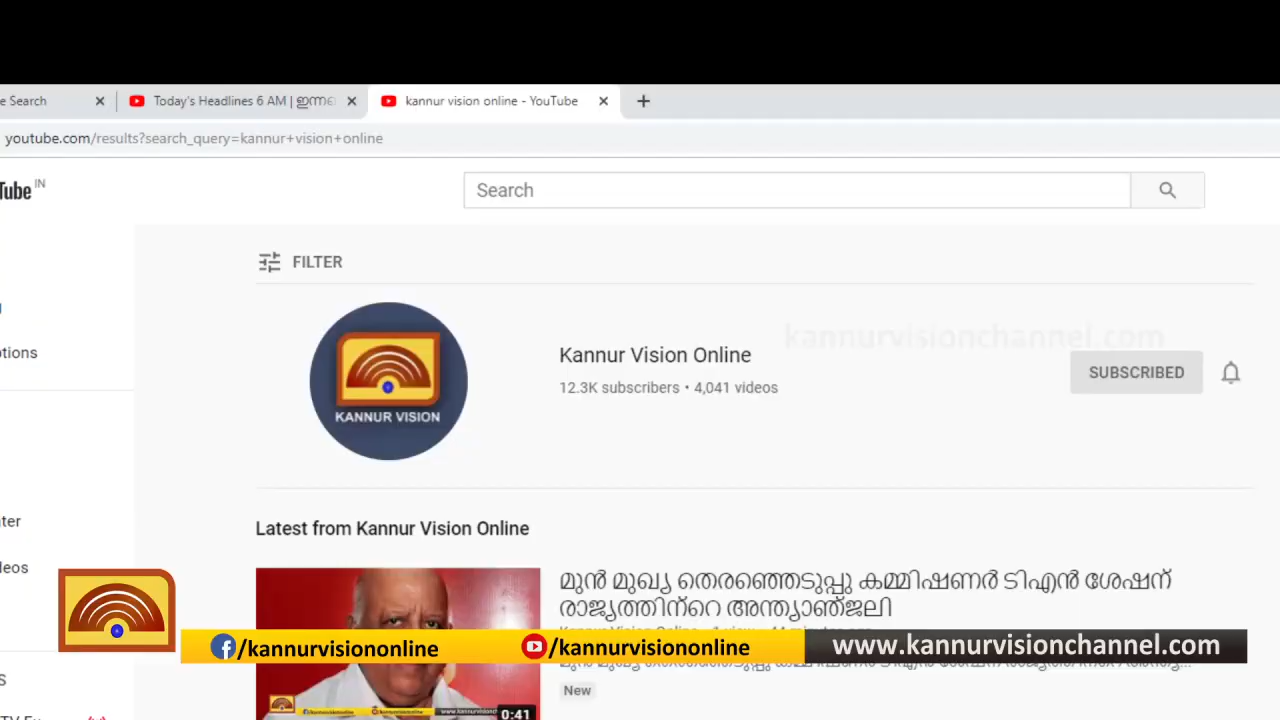 e Search
Today's Headlines 6 AM | ഇന്നറെ
kannur vision online - YouTube
youtube.com/results?search_query=kannur+vision+online
Tube IN
Search
FILTER
ptions
kannurvisionchannel.com
Kannur Vision Online
12.3K subscribers • 4,041 videos
SUBSCRIBED
KANNUR VISION
Latest from Kannur Vision Online
ater
deos
മുൻ മുഖ്യ തെരഞ്ഞെടുപ്പു കമ്മിഷണർ ടിഎൻ ശേഷന്
രാജ്യത്തിന്റെ അന്ത്യാഞ്ജലി
/kannurvisiononline
/kannurvisiononline
www.kannurvisionchannel.com
New
0:41